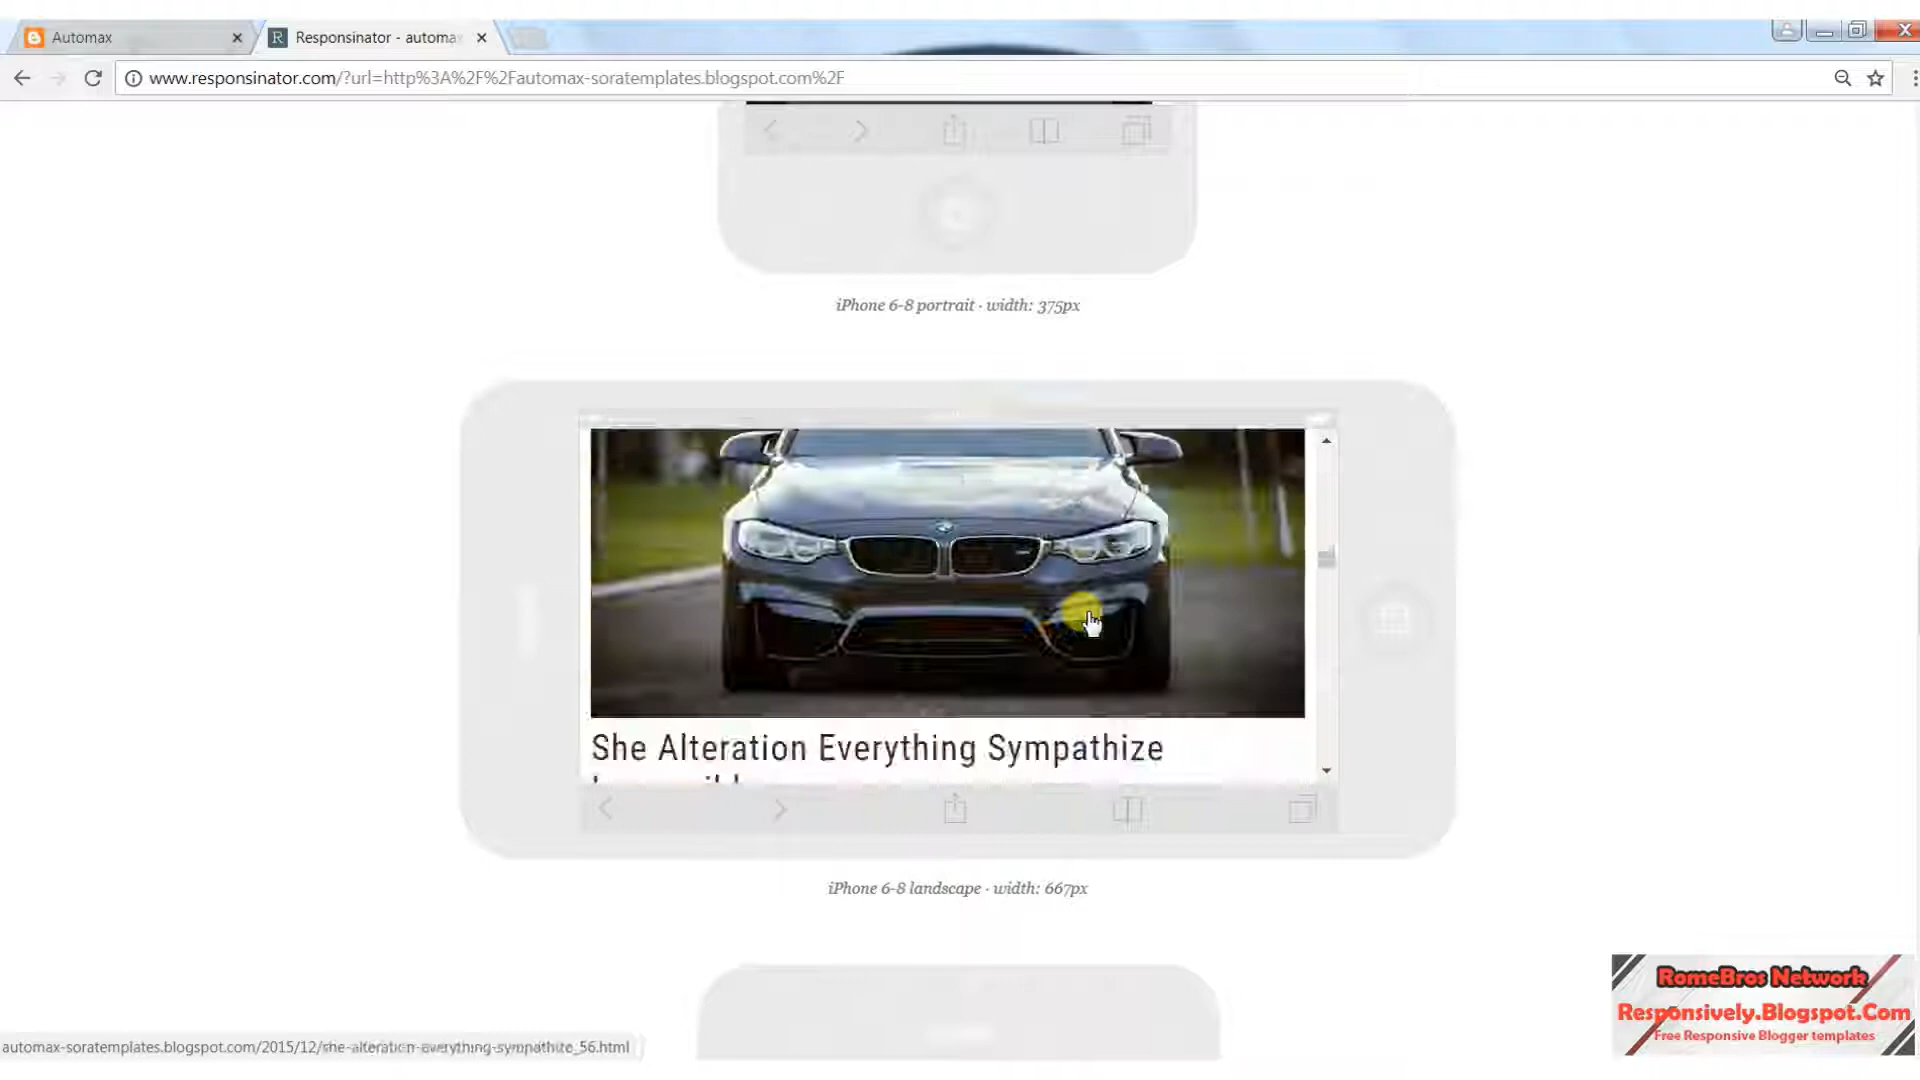 Automax
Responsinator - automax
www.responsinator.com/?url=http%3A%2F%2Fautomax-soratemplates.blogspot.com%2F
iPhone 6-8 portrait · width: 375px
She Alteration Everything Sympathize
iPhone 6-8 landscape · width: 667px
automax-soratemplates.blogspot.com/2015/12/she-alteration-everything-sympathize_56.html
RomeBros Network
Responsively.Blogspot.Com
Free Responsive Blogger templates